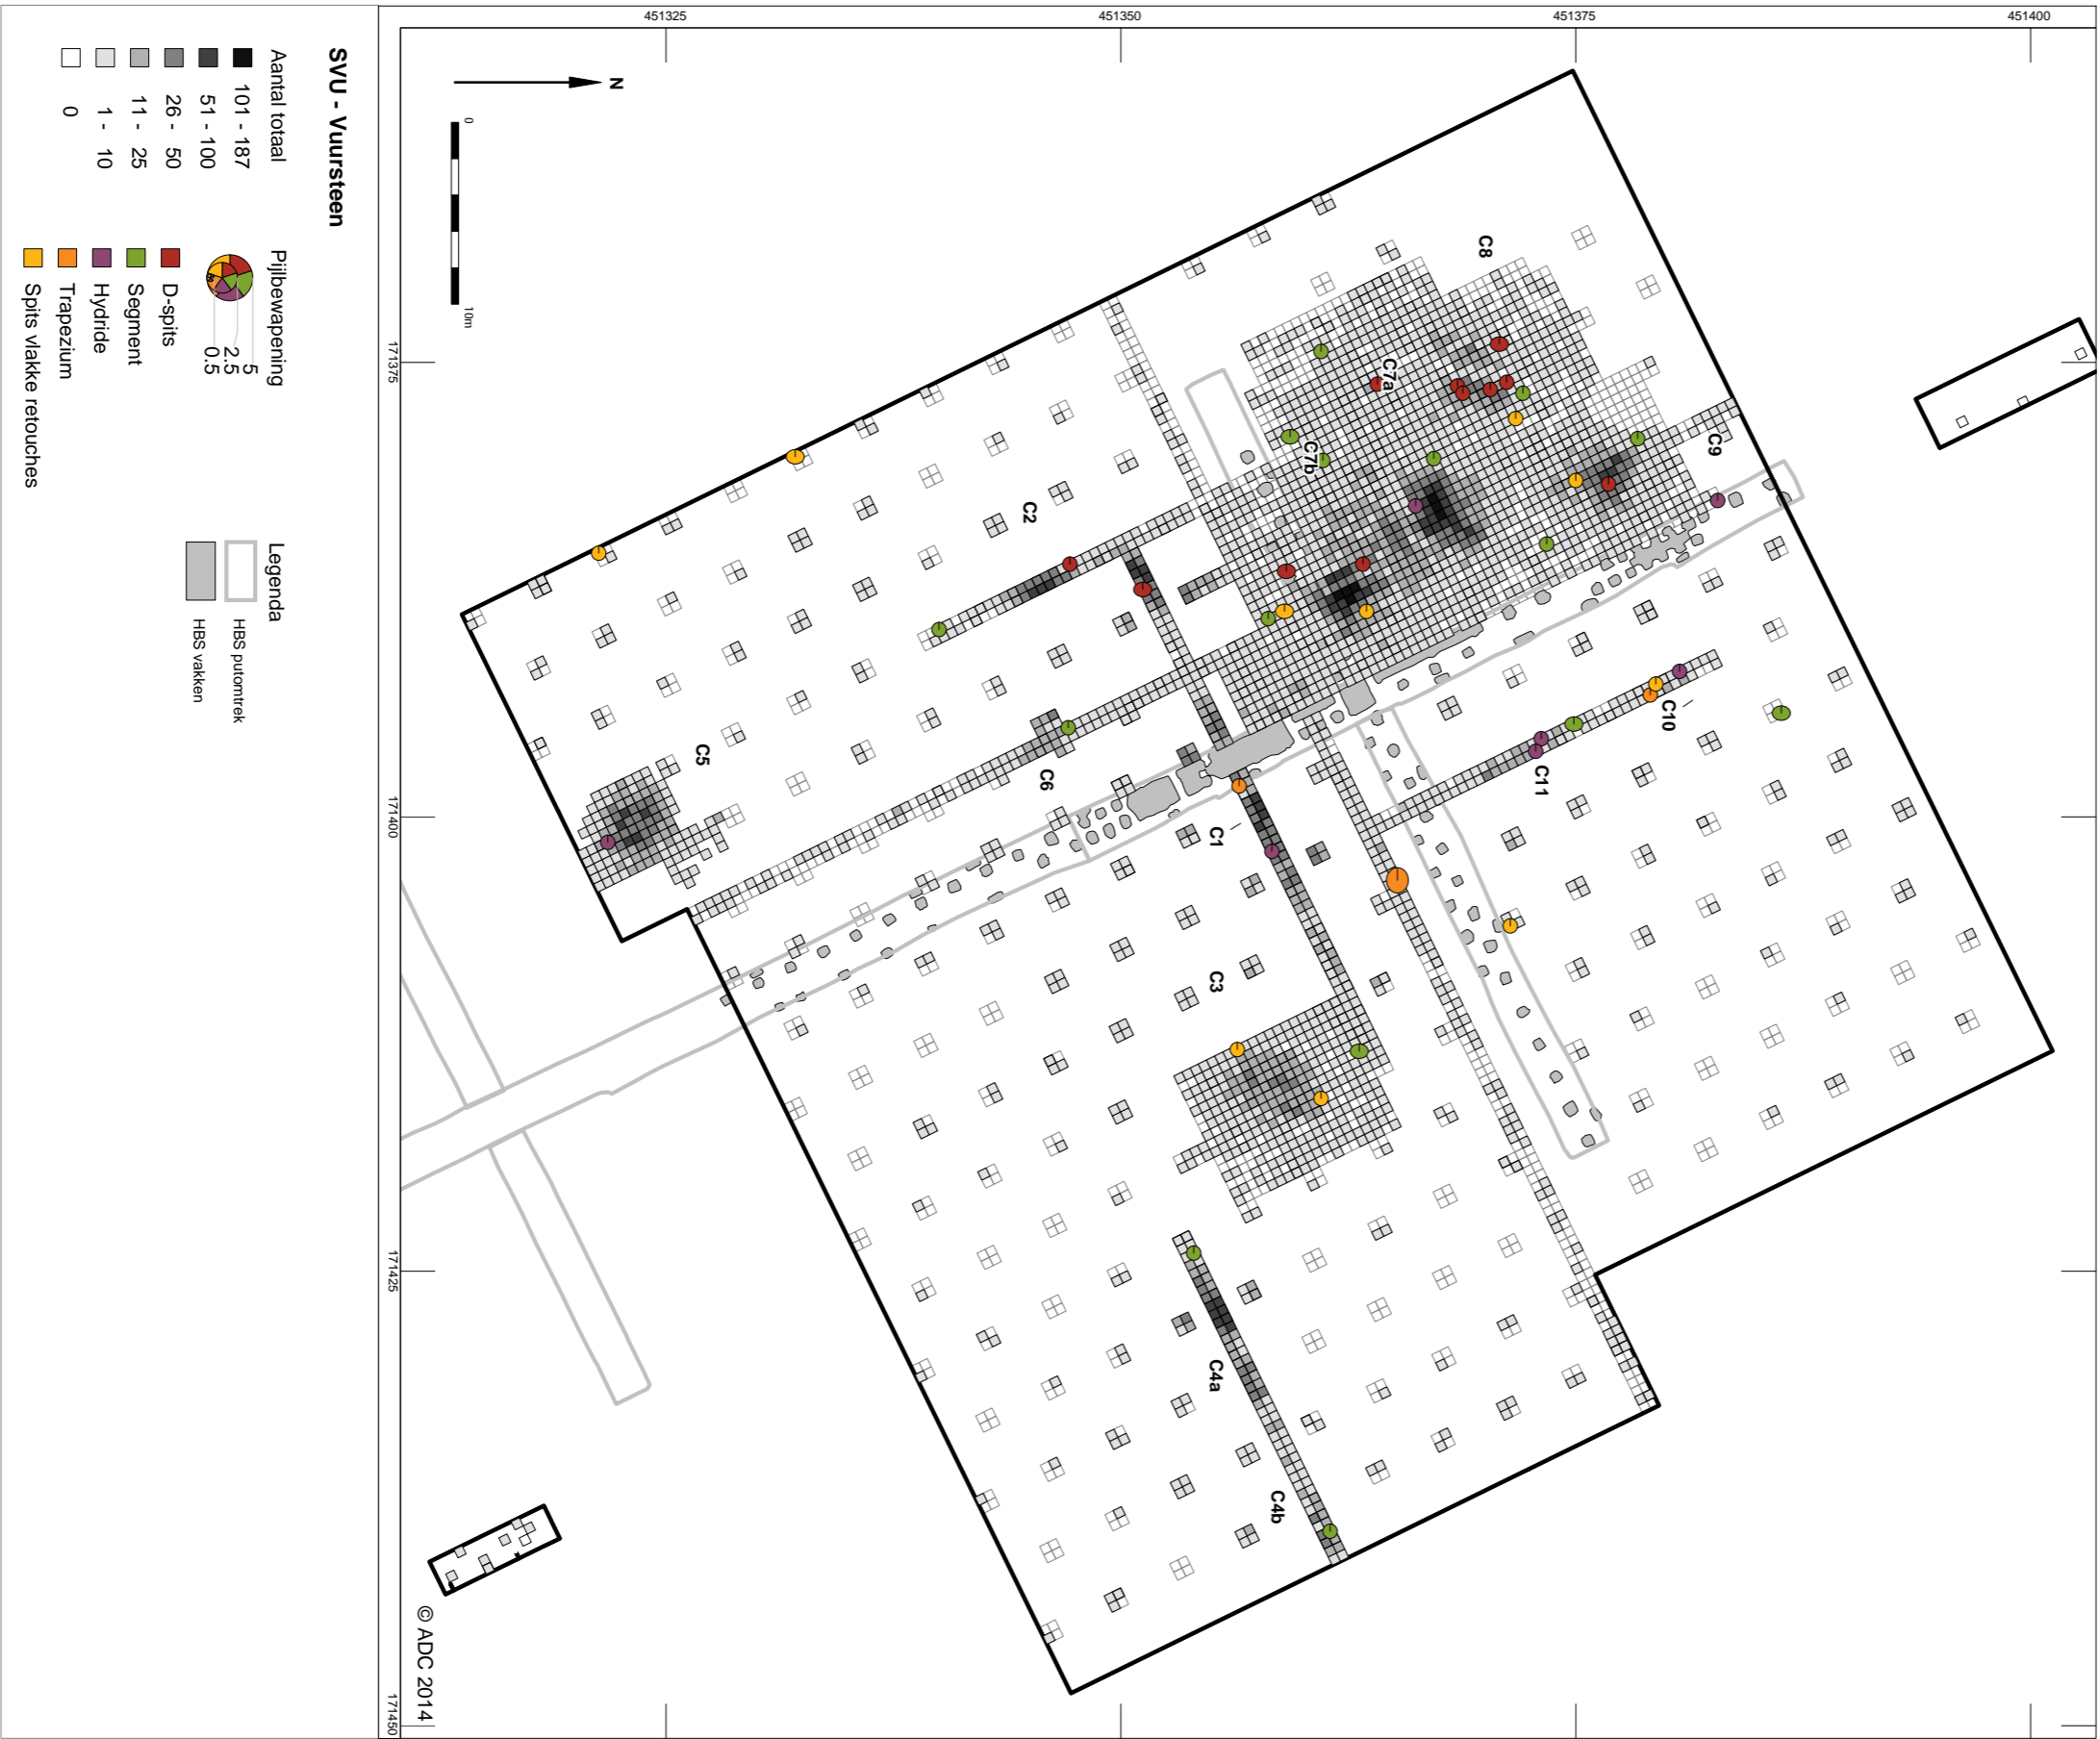 SVU - Vuursteen
Aantal totaal
101 - 187
51 - 100
26 - 50
11 - 25
1 - 10
0
Pijlbewapening
5
2.5
0.5
D-spits
Segment
Hydride
Trapezium
Spits vlakke retouches
Legenda
HBS putomtrek
HBS vakken
N
0
10m
451325
451350
451375
451400
171375
171400
171425
171450
C8
C7a
C7b
C9
C2
C10
C5
C6
C11
C1
C3
C4a
C4b
© ADC 2014